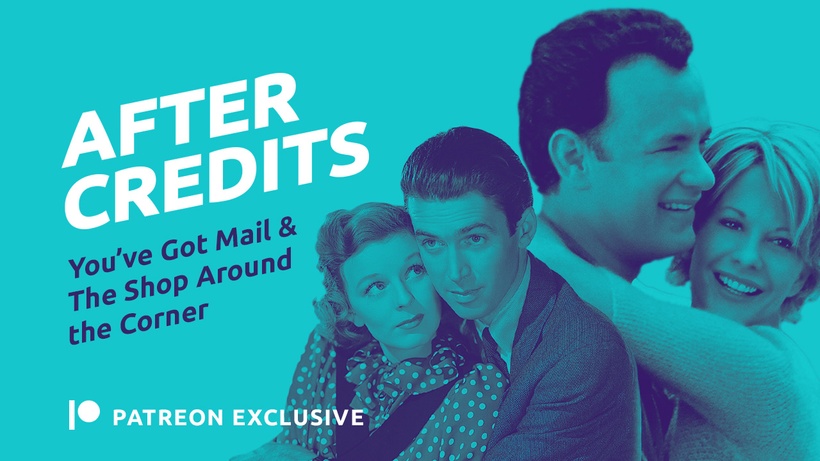 AFTER
CREDITS
You've Got Mail &
The Shop Around
the Corner
PATREON EXCLUSIVE